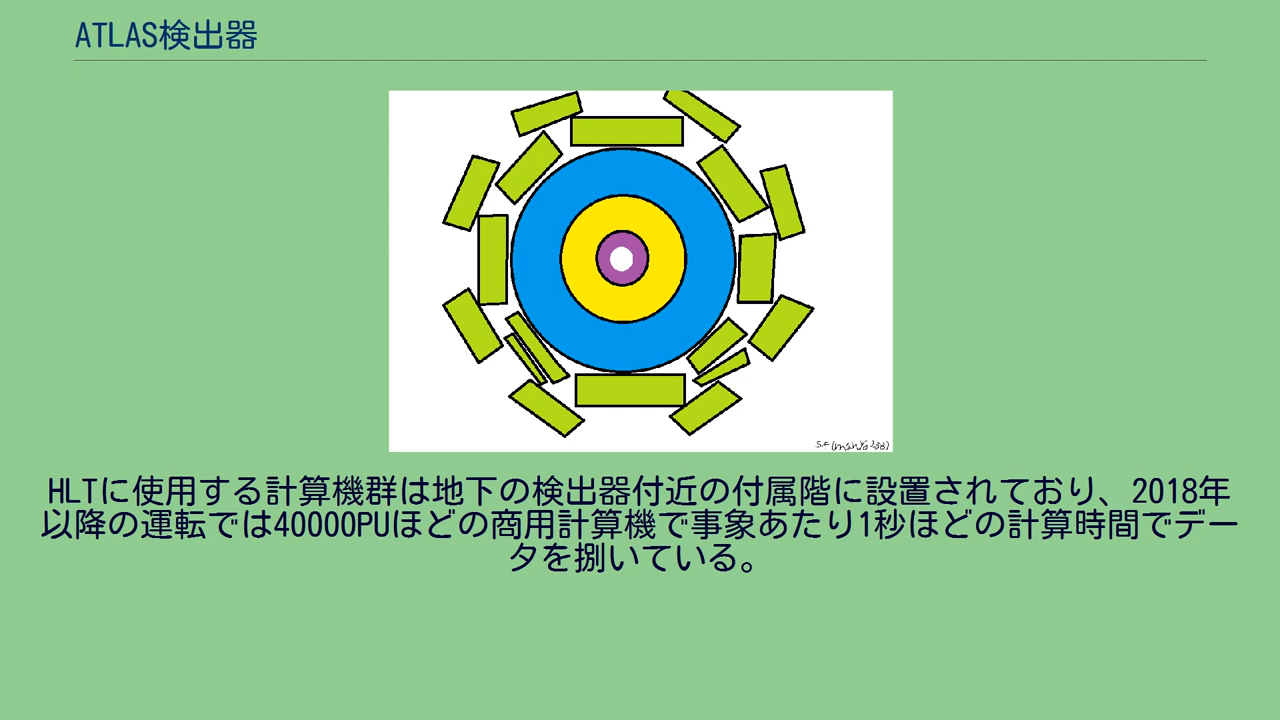 ATLAS検出器
HLTに使用する計算機群は地下の検出器付近の付属階に設置されており、2018年
以降の運転では40000PUほどの商用計算機で事象あたり1秒ほどの計算時間でデー
タを捌いている。